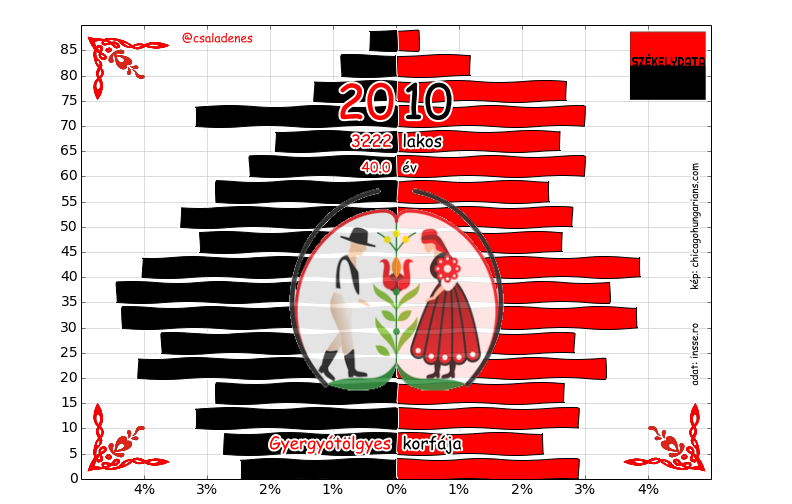 @csaladenes
SZÉKELYDATA
2010
3222 lakos
40.0 év
kép: chicagohungarians.com
adat: insse.ro
Gyergyótölgyes korfája
85
80
75
70
65
60
55
50
45
40
35
30
25
20
15
10
5
0
4% 3% 2% 1% 0% 1% 2% 3% 4%